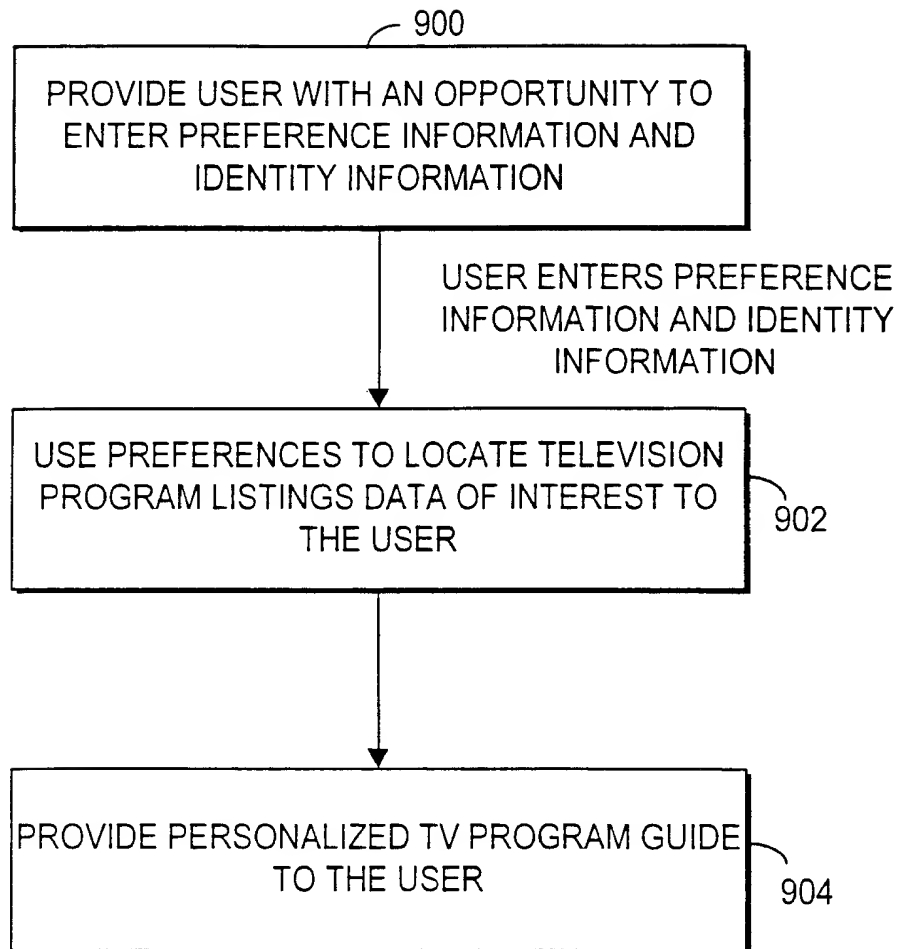 900
PROVIDE USER WITH AN OPPORTUNITY TO
ENTER PREFERENCE INFORMATION AND
IDENTITY INFORMATION
USER ENTERS PREFERENCE
INFORMATION AND IDENTITY
INFORMATION
USE PREFERENCES TO LOCATE TELEVISION
PROGRAM LISTINGS DATA OF INTEREST TO
THE USER
902
PROVIDE PERSONALIZED TV PROGRAM GUIDE
TO THE USER
904